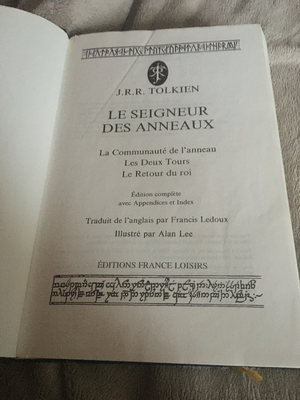 J.R.R. TOLKIEN
LE SEIGNEUR
DES ANNEAUX
La Communauté de l'anneau
Les Deux Tours
Le Retour du roi
Édition complète
avec Appendices et Index
Traduit de l'anglais par Francis Ledoux
Illustré par Alan Lee
ÉDITIONS FRANCE LOISIRS